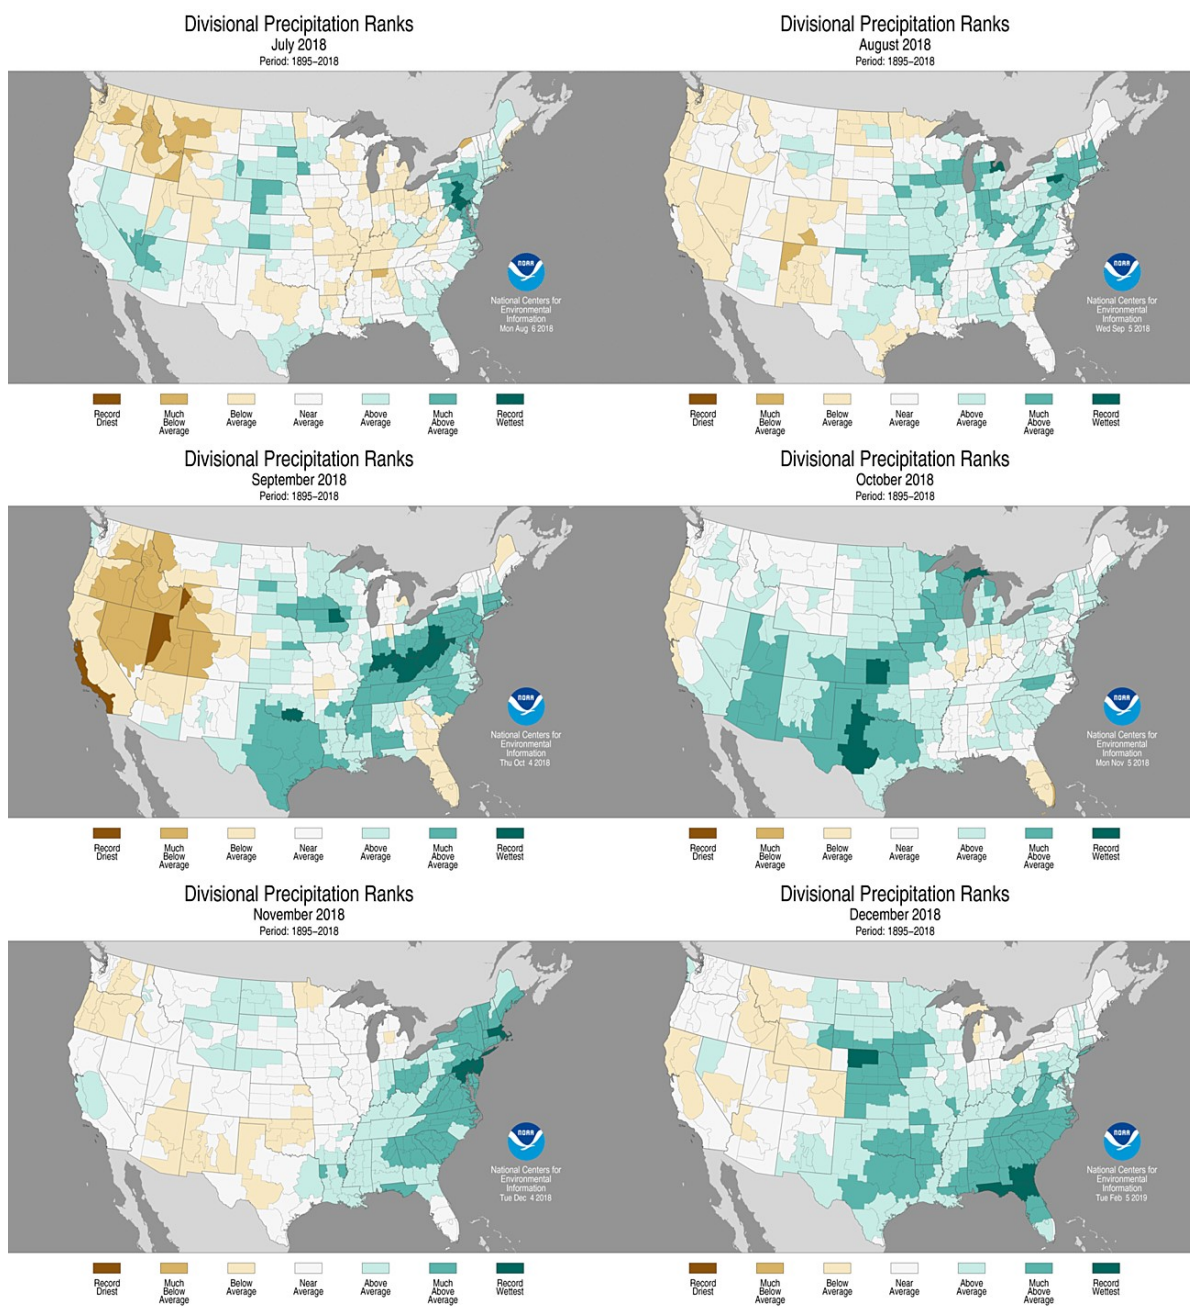 Divisional Precipitation Ranks
July 2018
Period: 1895–2018
NOAA
National Centers for
Environmental
Information
Mon Aug 6 2018
Record
Driest
Much
Below
Average
Below
Average
Near
Average
Above
Average
Much
Above
Average
Record
Wettest
Divisional Precipitation Ranks
August 2018
Period: 1895–2018
NOAA
National Centers for
Environmental
Information
Wed Sep 5 2018
Record
Driest
Much
Below
Average
Below
Average
Near
Average
Above
Average
Much
Above
Average
Record
Wettest
Divisional Precipitation Ranks
September 2018
Period: 1895–2018
NOAA
National Centers for
Environmental
Information
Thu Oct 4 2018
Record
Driest
Much
Below
Average
Below
Average
Near
Average
Above
Average
Much
Above
Average
Record
Wettest
Divisional Precipitation Ranks
October 2018
Period: 1895–2018
NOAA
National Centers for
Environmental
Information
Mon Nov 5 2018
Record
Driest
Much
Below
Average
Below
Average
Near
Average
Above
Average
Much
Above
Average
Record
Wettest
Divisional Precipitation Ranks
November 2018
Period: 1895–2018
NOAA
National Centers for
Environmental
Information
Tue Dec 4 2018
Record
Driest
Much
Below
Average
Below
Average
Near
Average
Above
Average
Much
Above
Average
Record
Wettest
Divisional Precipitation Ranks
December 2018
Period: 1895–2018
NOAA
National Centers for
Environmental
Information
Tue Feb 5 2019
Record
Driest
Much
Below
Average
Below
Average
Near
Average
Above
Average
Much
Above
Average
Record
Wettest